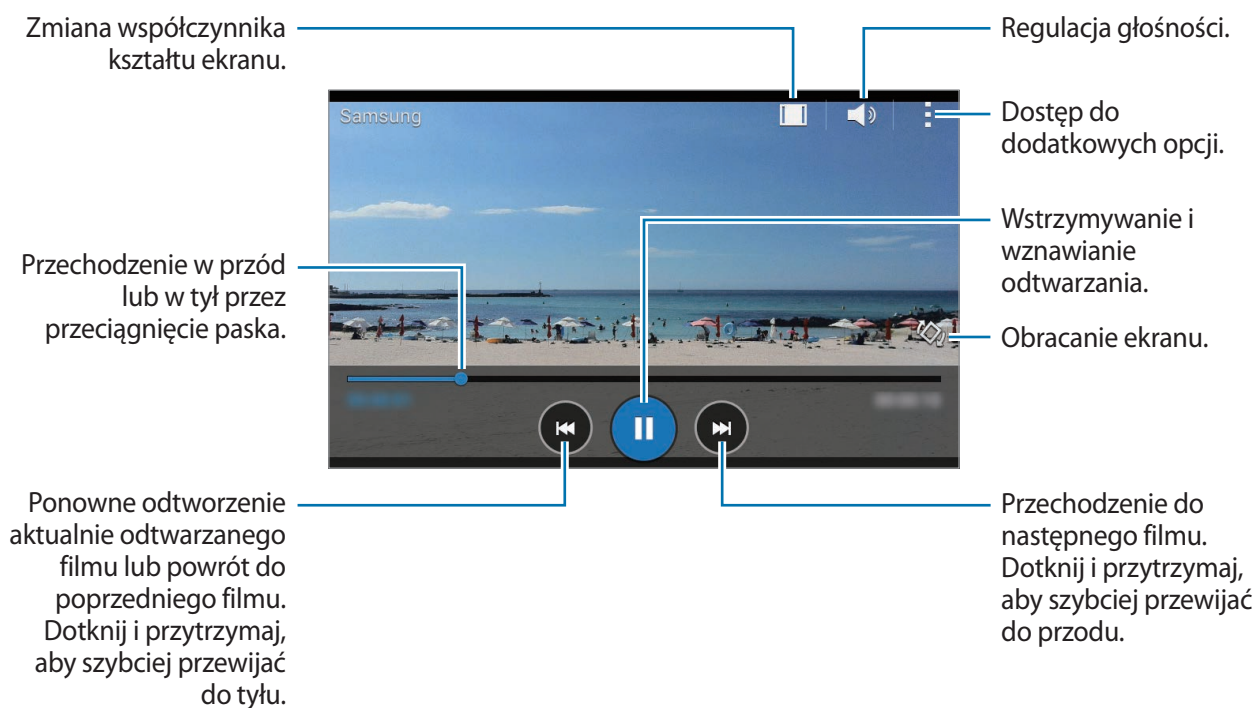 Zmiana współczynnika
kształtu ekranu.
Regulacja głośności.
Samsung
Dostęp do
dodatkowych opcji.
Wstrzymywanie i
wznawianie
odtwarzania.
Przechodzenie w przód
lub w tył przez
przeciągnięcie paska.
Obracanie ekranu.
Ponowne odtworzenie
aktualnie odtwarzanego
filmu lub powrót do
poprzedniego filmu.
Dotknij i przytrzymaj,
aby szybciej przewijać
do tyłu.
Przechodzenie do
następnego filmu.
Dotknij i przytrzymaj,
aby szybciej przewijać
do przodu.